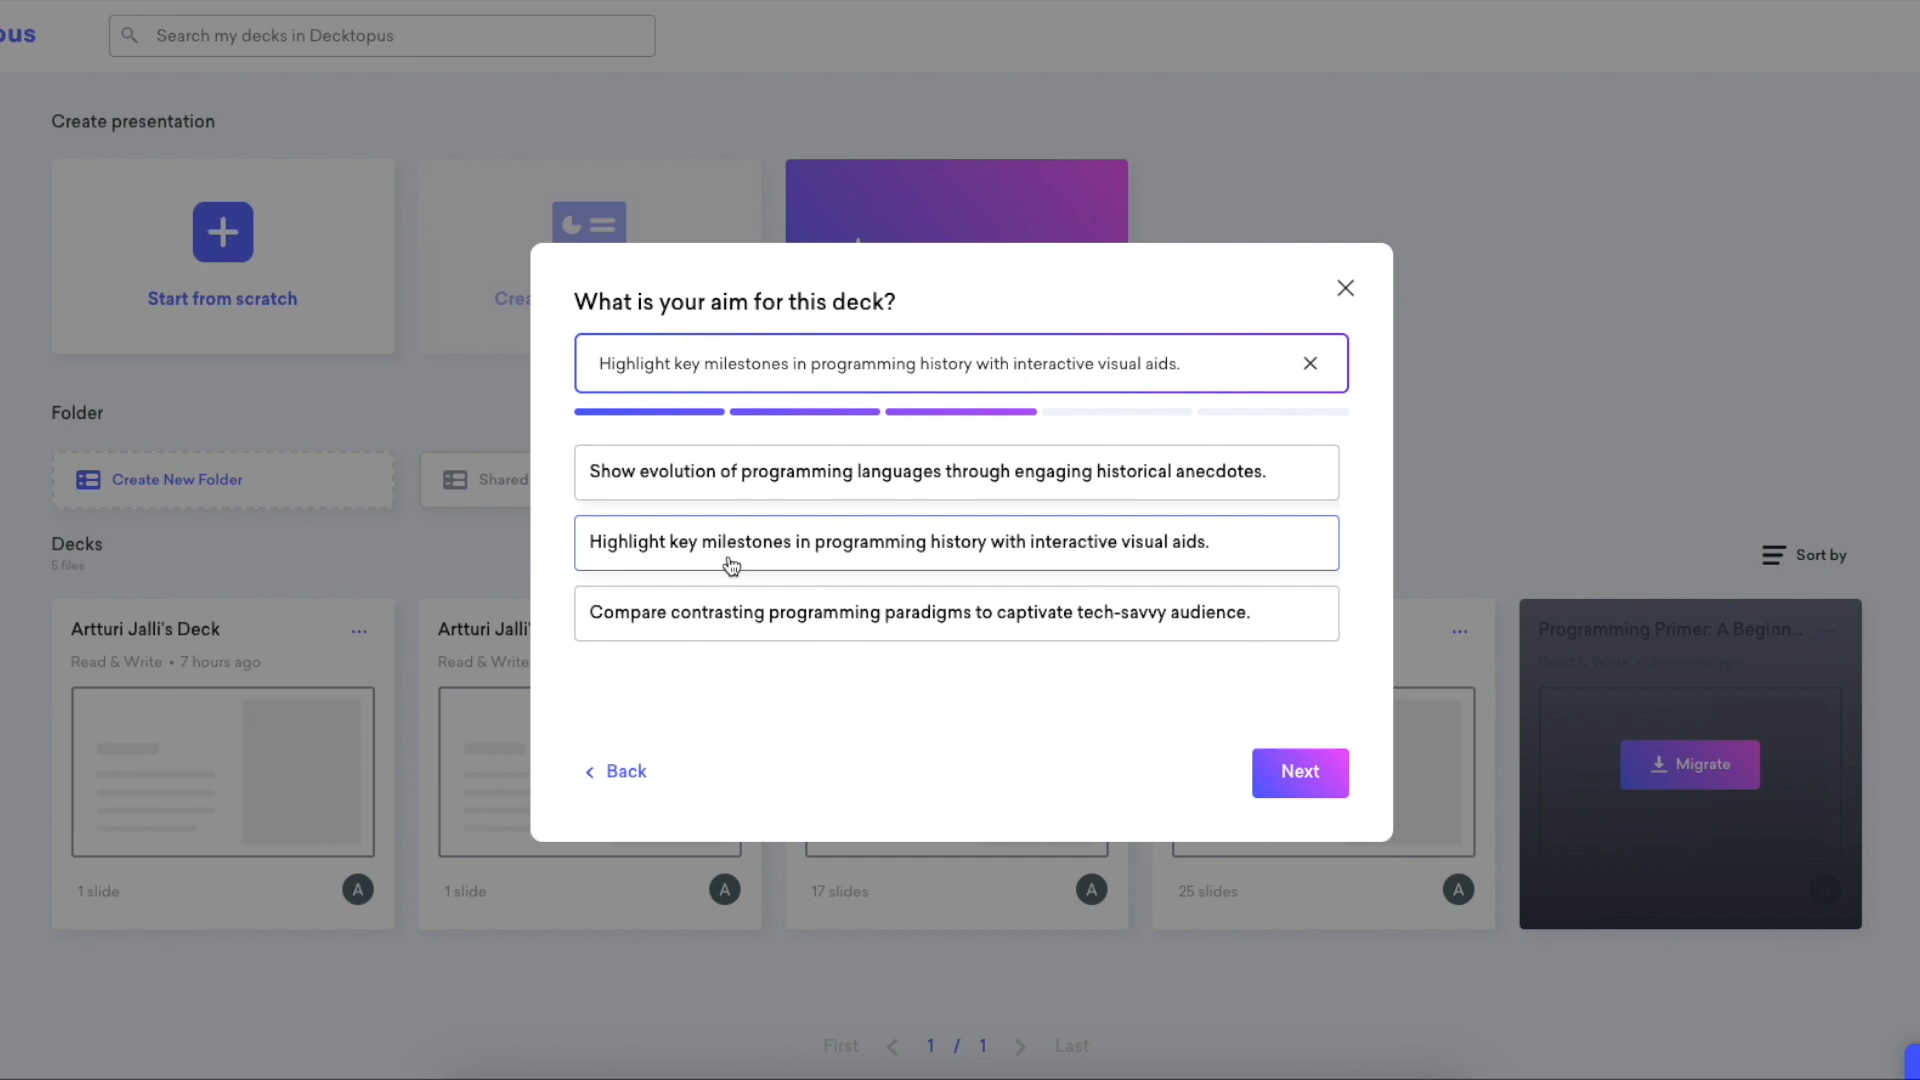 ous
Search my decks in Decktopus
Create presentation
Start from scratch
Crea
What is your aim for this deck?
Highlight key milestones in programming history with interactive visual aids.
Show evolution of programming languages through engaging historical anecdotes.
Highlight key milestones in programming history with interactive visual aids.
Compare contrasting programming paradigms to captivate tech-savvy audience.
Back
Next
Folder
Create New Folder
Shared
Decks
5 files
Sort by
Artturi Jalli's Deck
Read & Write • 7 hours ago
1 slide
A
Artturi Jalli'
Read & Write
1 slide
A
17 slides
A
25 slides
A
Programming Primer: A Beginn...
Migrate
First
1 / 1
Last